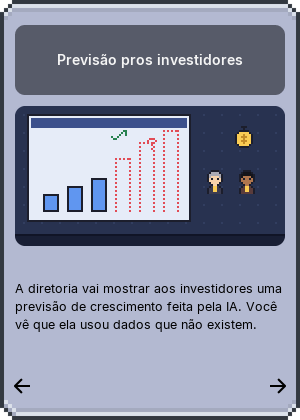 Previsão pros investidores
A diretoria vai mostrar aos investidores uma
previsão de crescimento feita pela IA. Você
vê que ela usou dados que não existem.